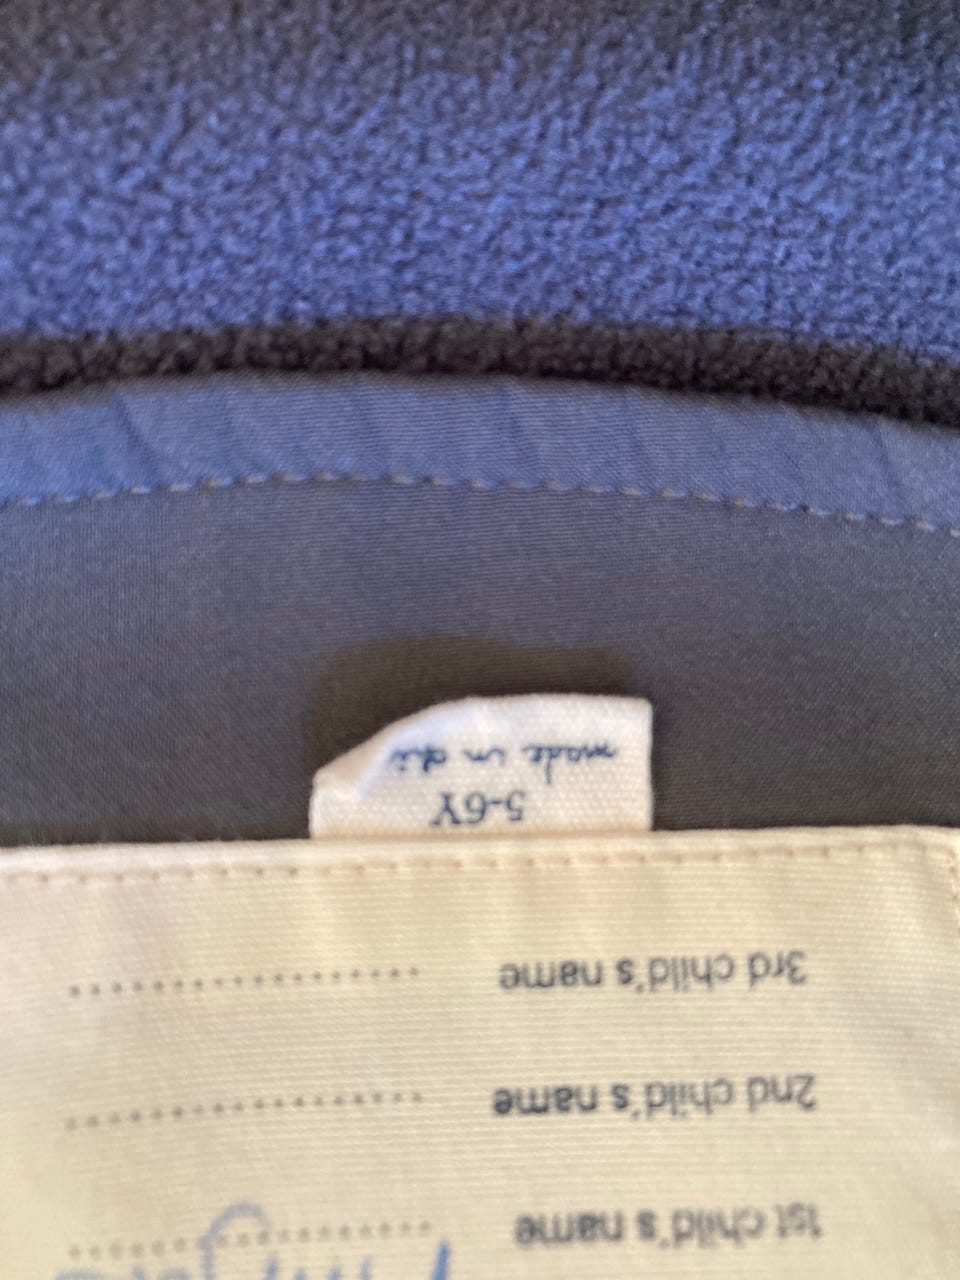 1st child's name
2nd child's name
3rd child's name
5-6Y
made in